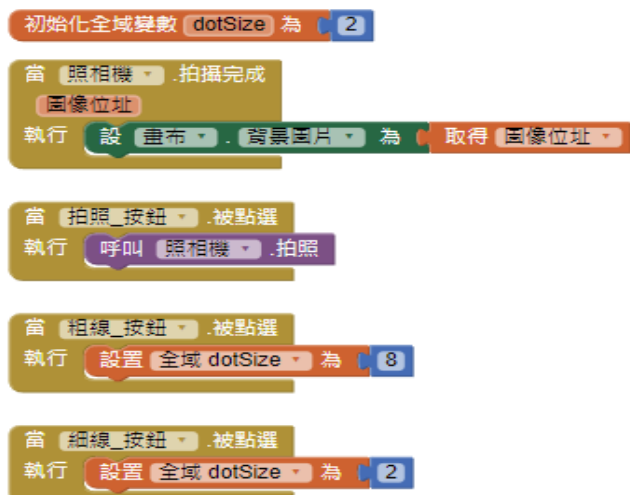 初始化全域變數 dotSize 為 2
當 照相機 .拍攝完成
圖像位址
執行 設 畫布 . 背景圖片 為 取得 圖像位址
當 拍照_按鈕 .被點選
執行 呼叫 照相機 .拍照
當 粗線_按鈕 .被點選
執行 設置 全域 dotSize 為 8
當 細線_按鈕 .被點選
執行 設置 全域 dotSize 為 2